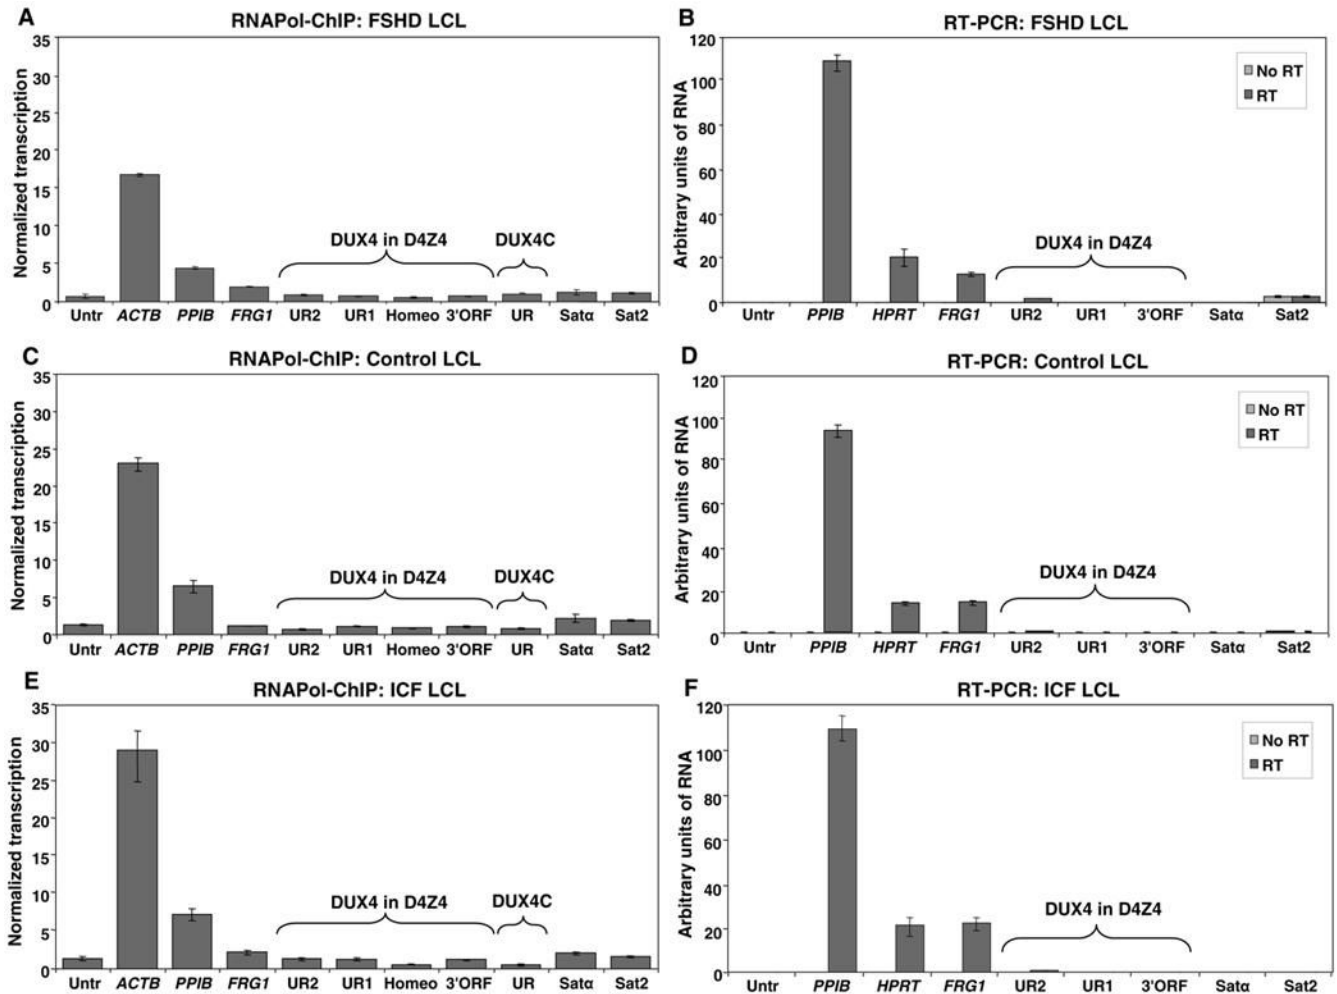 A
RNAPol-ChIP: FSHD LCL
Normalized transcription
35
30
25
20
15
10
5
0
DUX4 in D4Z4 DUX4C
Untr ACTB PPIB FRG1 UR2 UR1 Homeo 3'ORF UR Satα Sat2
B
RT-PCR: FSHD LCL
Arbitrary units of RNA
120
100
80
60
40
20
0
No RT
RT
DUX4 in D4Z4
Untr PPIB HPRT FRG1 UR2 UR1 3'ORF Satα Sat2
C
RNAPol-ChIP: Control LCL
Normalized transcription
35
30
25
20
15
10
5
0
DUX4 in D4Z4 DUX4C
Untr ACTB PPIB FRG1 UR2 UR1 Homeo 3'ORF UR Satα Sat2
D
RT-PCR: Control LCL
Arbitrary units of RNA
120
100
80
60
40
20
0
No RT
RT
DUX4 in D4Z4
Untr PPIB HPRT FRG1 UR2 UR1 3'ORF Satα Sat2
E
RNAPol-ChIP: ICF LCL
Normalized transcription
35
30
25
20
15
10
5
0
DUX4 in D4Z4 DUX4C
Untr ACTB PPIB FRG1 UR2 UR1 Homeo 3'ORF UR Satα Sat2
F
RT-PCR: ICF LCL
Arbitrary units of RNA
120
100
80
60
40
20
0
No RT
RT
DUX4 in D4Z4
Untr PPIB HPRT FRG1 UR2 UR1 3'ORF Satα Sat2